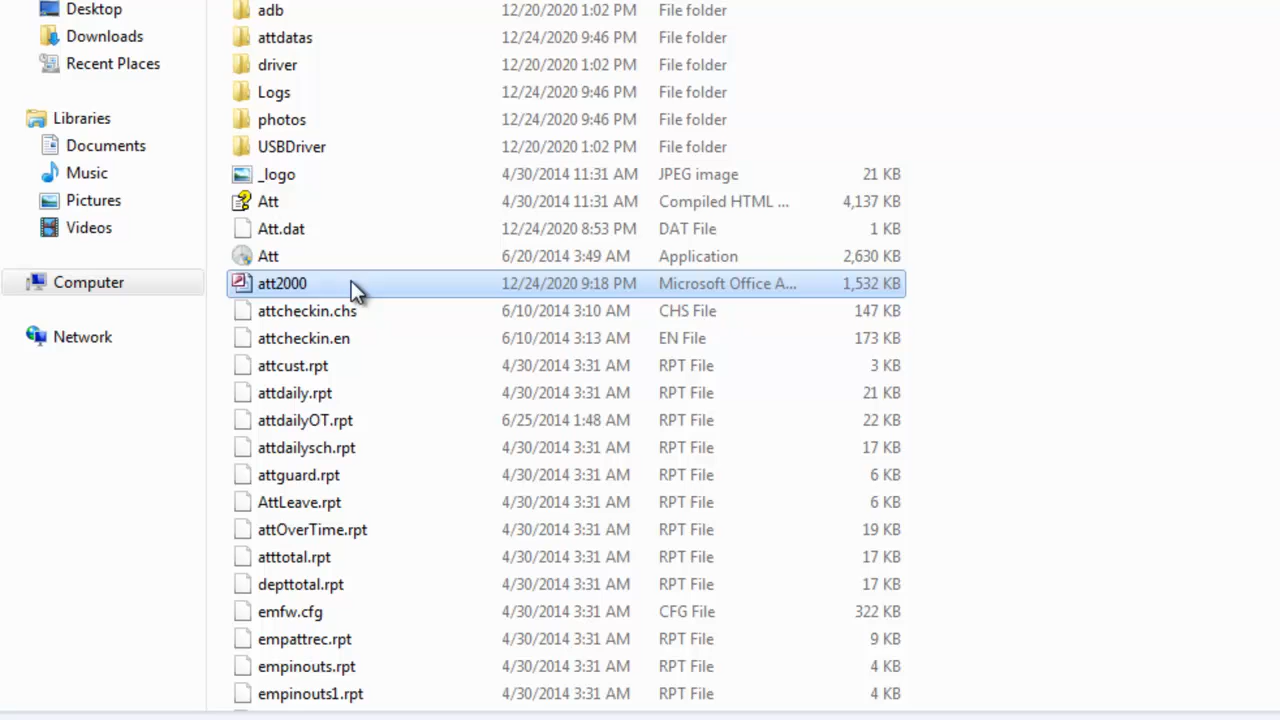 Desktop
Downloads
Recent Places
Libraries
Documents
Music
Pictures
Videos
Computer
Network
adb 12/20/2020 1:02 PM File folder
attdatas 12/24/2020 9:46 PM File folder
driver 12/20/2020 1:02 PM File folder
Logs 12/24/2020 9:46 PM File folder
photos 12/24/2020 9:46 PM File folder
USBDriver 12/20/2020 1:02 PM File folder
_logo 4/30/2014 11:31 AM JPEG image 21 KB
Att 4/30/2014 11:31 AM Compiled HTML ... 4,137 KB
Att.dat 12/24/2020 8:53 PM DAT File 1 KB
Att 6/20/2014 3:49 AM Application 2,630 KB
att2000 12/24/2020 9:18 PM Microsoft Office A... 1,532 KB
attcheckin.chs 6/10/2014 3:10 AM CHS File 147 KB
attcheckin.en 6/10/2014 3:13 AM EN File 173 KB
attcust.rpt 4/30/2014 3:31 AM RPT File 3 KB
attdaily.rpt 4/30/2014 3:31 AM RPT File 21 KB
attdailyOT.rpt 6/25/2014 1:48 AM RPT File 22 KB
attdailysch.rpt 4/30/2014 3:31 AM RPT File 17 KB
attguard.rpt 4/30/2014 3:31 AM RPT File 6 KB
AttLeave.rpt 4/30/2014 3:31 AM RPT File 6 KB
attOverTime.rpt 4/30/2014 3:31 AM RPT File 19 KB
atttotal.rpt 4/30/2014 3:31 AM RPT File 17 KB
depttotal.rpt 4/30/2014 3:31 AM RPT File 17 KB
emfw.cfg 4/30/2014 3:31 AM CFG File 322 KB
empattrec.rpt 4/30/2014 3:31 AM RPT File 9 KB
empinouts.rpt 4/30/2014 3:31 AM RPT File 4 KB
empinouts1.rpt 4/30/2014 3:31 AM RPT File 4 KB